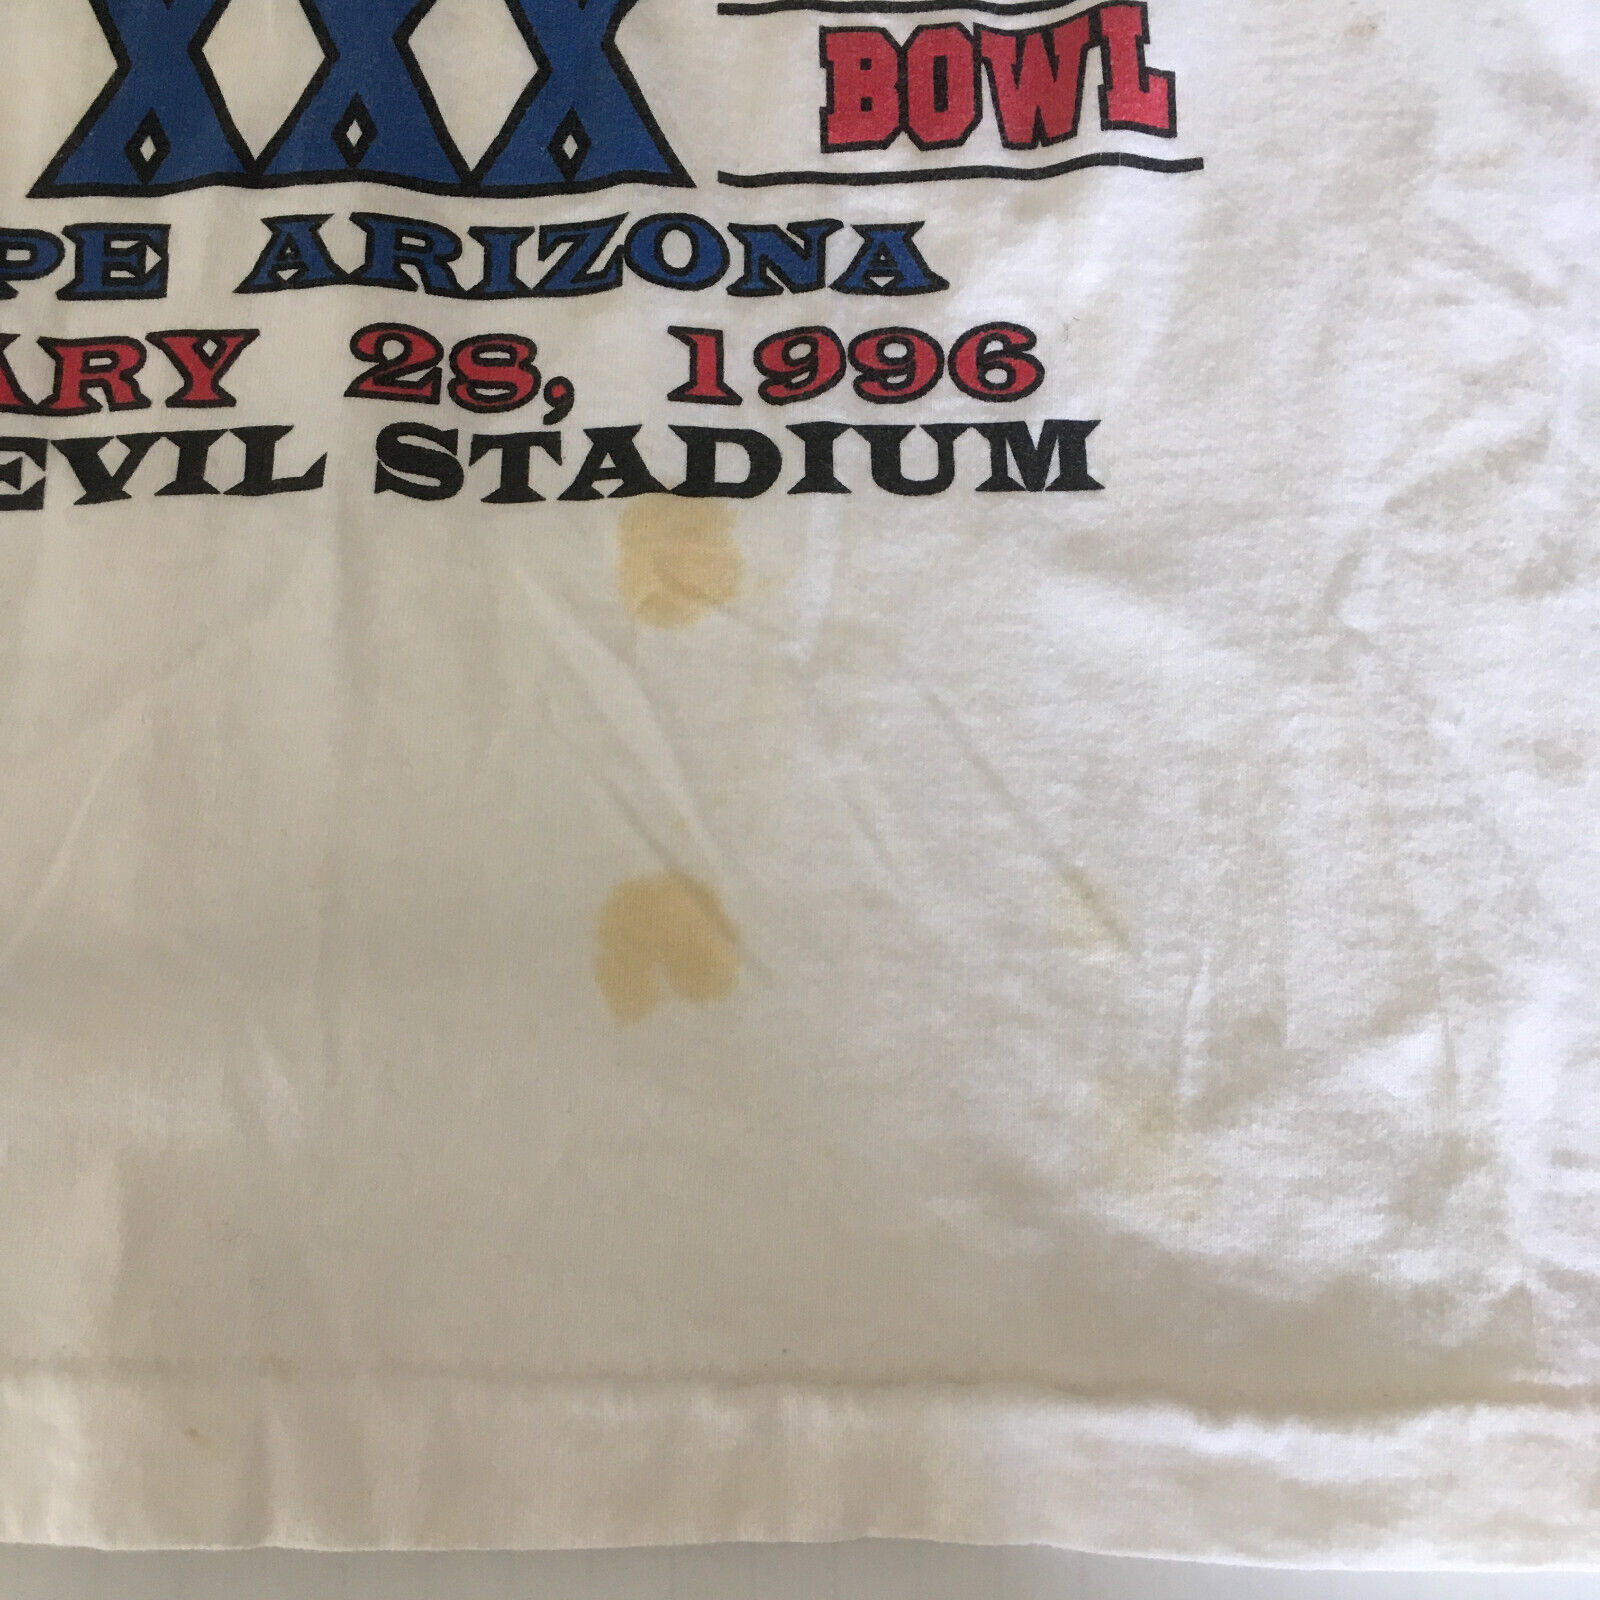 XXX BOWL
PE ARIZONA
ARY 28, 1996
EVIL STADIUM